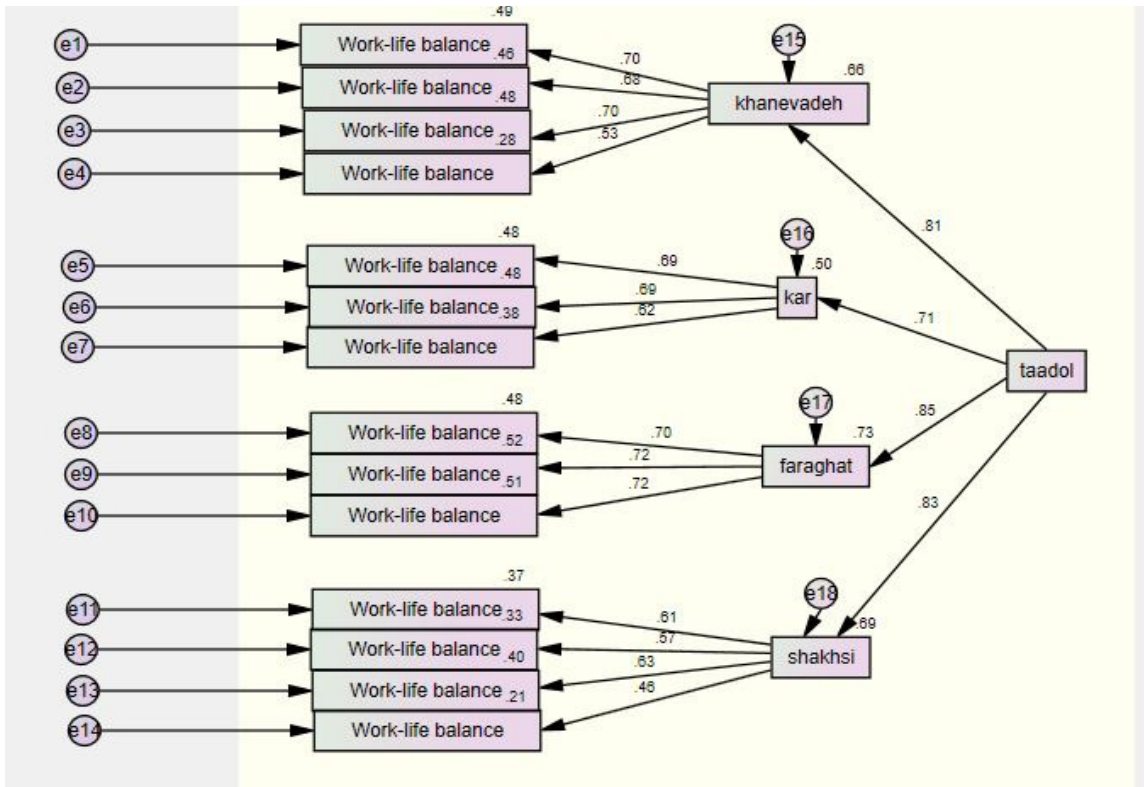 .49
e1
Work-life balance
.46
.70
e15
.66
e2
Work-life balance
.48
.68
khanevadeh
e3
Work-life balance
.28
.70
e4
Work-life balance
.53
.81
.48
e5
Work-life balance
.48
.69
e16
.50
e6
Work-life balance
.38
.69
kar
e7
Work-life balance
.62
.71
taadol
.48
e8
Work-life balance
.52
.70
e17
.73
.85
e9
Work-life balance
.51
.72
faraghat
e10
Work-life balance
.72
.83
.37
e11
Work-life balance
.33
.61
e18
.69
e12
Work-life balance
.40
.57
shakhsi
e13
Work-life balance
.21
.63
e14
Work-life balance
.46